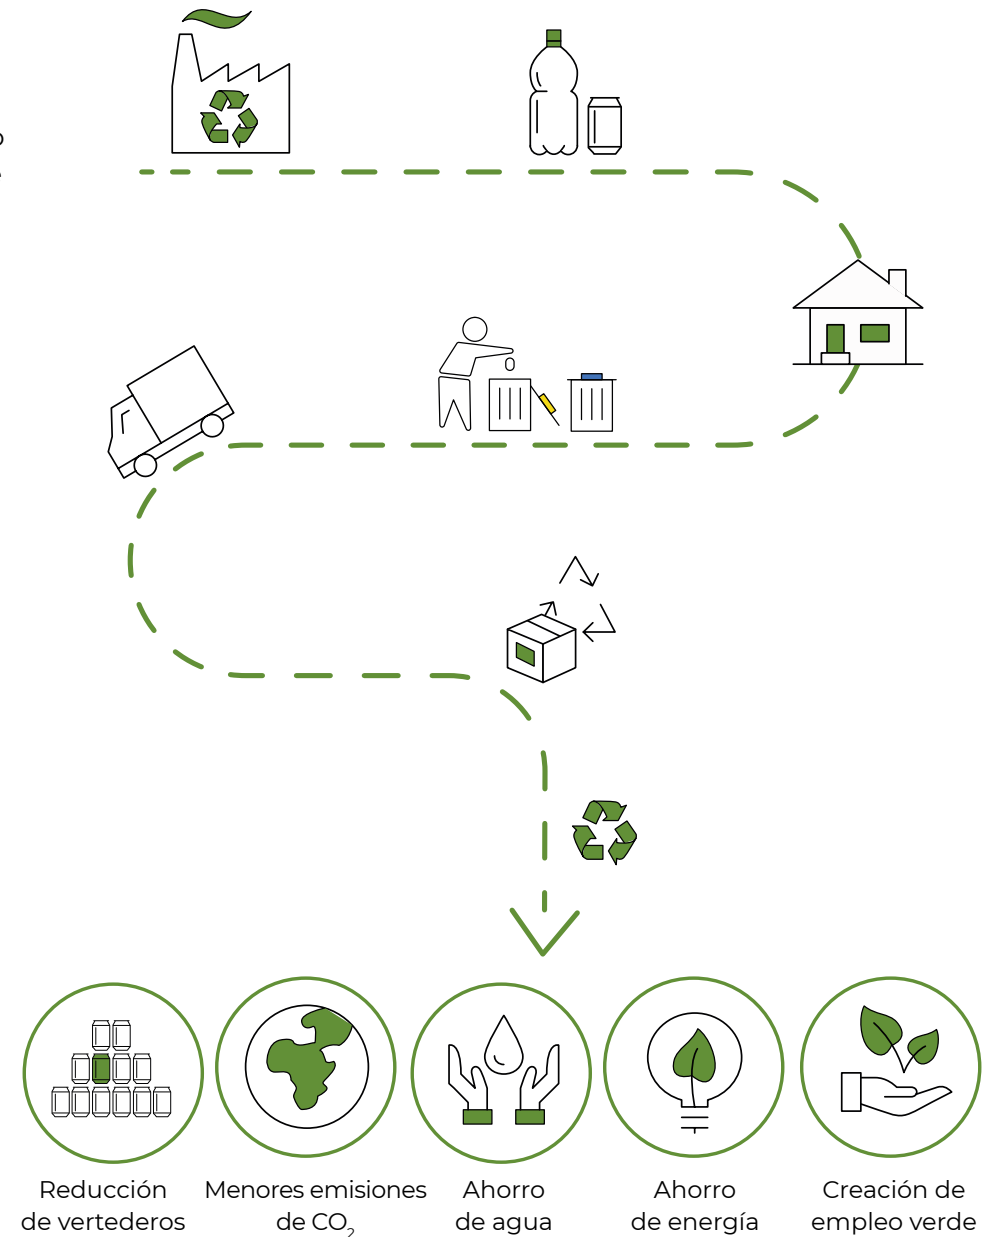 Reducción
de vertederos
Menores emisiones
de CO₂
Ahorro
de agua
Ahorro
de energía
Creación de
empleo verde